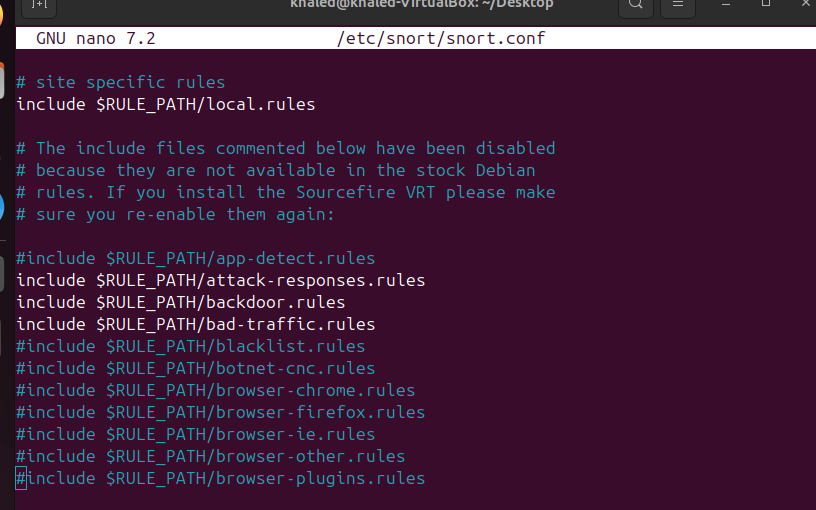 khaled@khaled-VirtualBox: ~/Desktop
GNU nano 7.2 /etc/snort/snort.conf
# site specific rules
include $RULE_PATH/local.rules
# The include files commented below have been disabled
# because they are not available in the stock Debian
# rules. If you install the Sourcefire VRT please make
# sure you re-enable them again:
#include $RULE_PATH/app-detect.rules
include $RULE_PATH/attack-responses.rules
include $RULE_PATH/backdoor.rules
include $RULE_PATH/bad-traffic.rules
#include $RULE_PATH/blacklist.rules
#include $RULE_PATH/botnet-cnc.rules
#include $RULE_PATH/browser-chrome.rules
#include $RULE_PATH/browser-firefox.rules
#include $RULE_PATH/browser-ie.rules
#include $RULE_PATH/browser-other.rules
#include $RULE_PATH/browser-plugins.rules